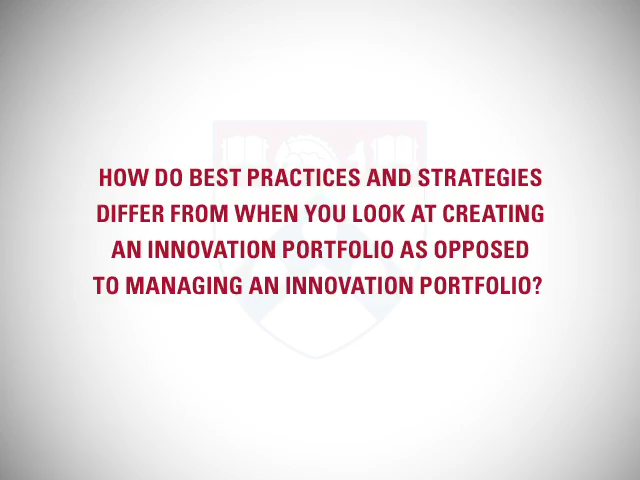 HOW DO BEST PRACTICES AND STRATEGIES
DIFFER FROM WHEN YOU LOOK AT CREATING
AN INNOVATION PORTFOLIO AS OPPOSED
TO MANAGING AN INNOVATION PORTFOLIO?